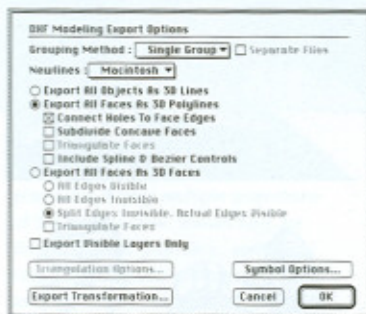 DXF Modeling Export Options
Grouping Method : Single Group Separate Files
Newlines : Macintosh
Export All Objects As 3D Lines
Export All Faces As 3D Polylines
Connect Holes To Face Edges
Subdivide Concave Faces
Triangulate Faces
Include Spline & Bezier Controls
Export All Faces As 3D Faces
All Edges Visible
All Edges Invisible
Split Edges Invisible, Actual Edges Visible
Triangulate Faces
Export Visible Layers Only
Triangulation Options... Symbol Options...
Export Transformation... Cancel OK